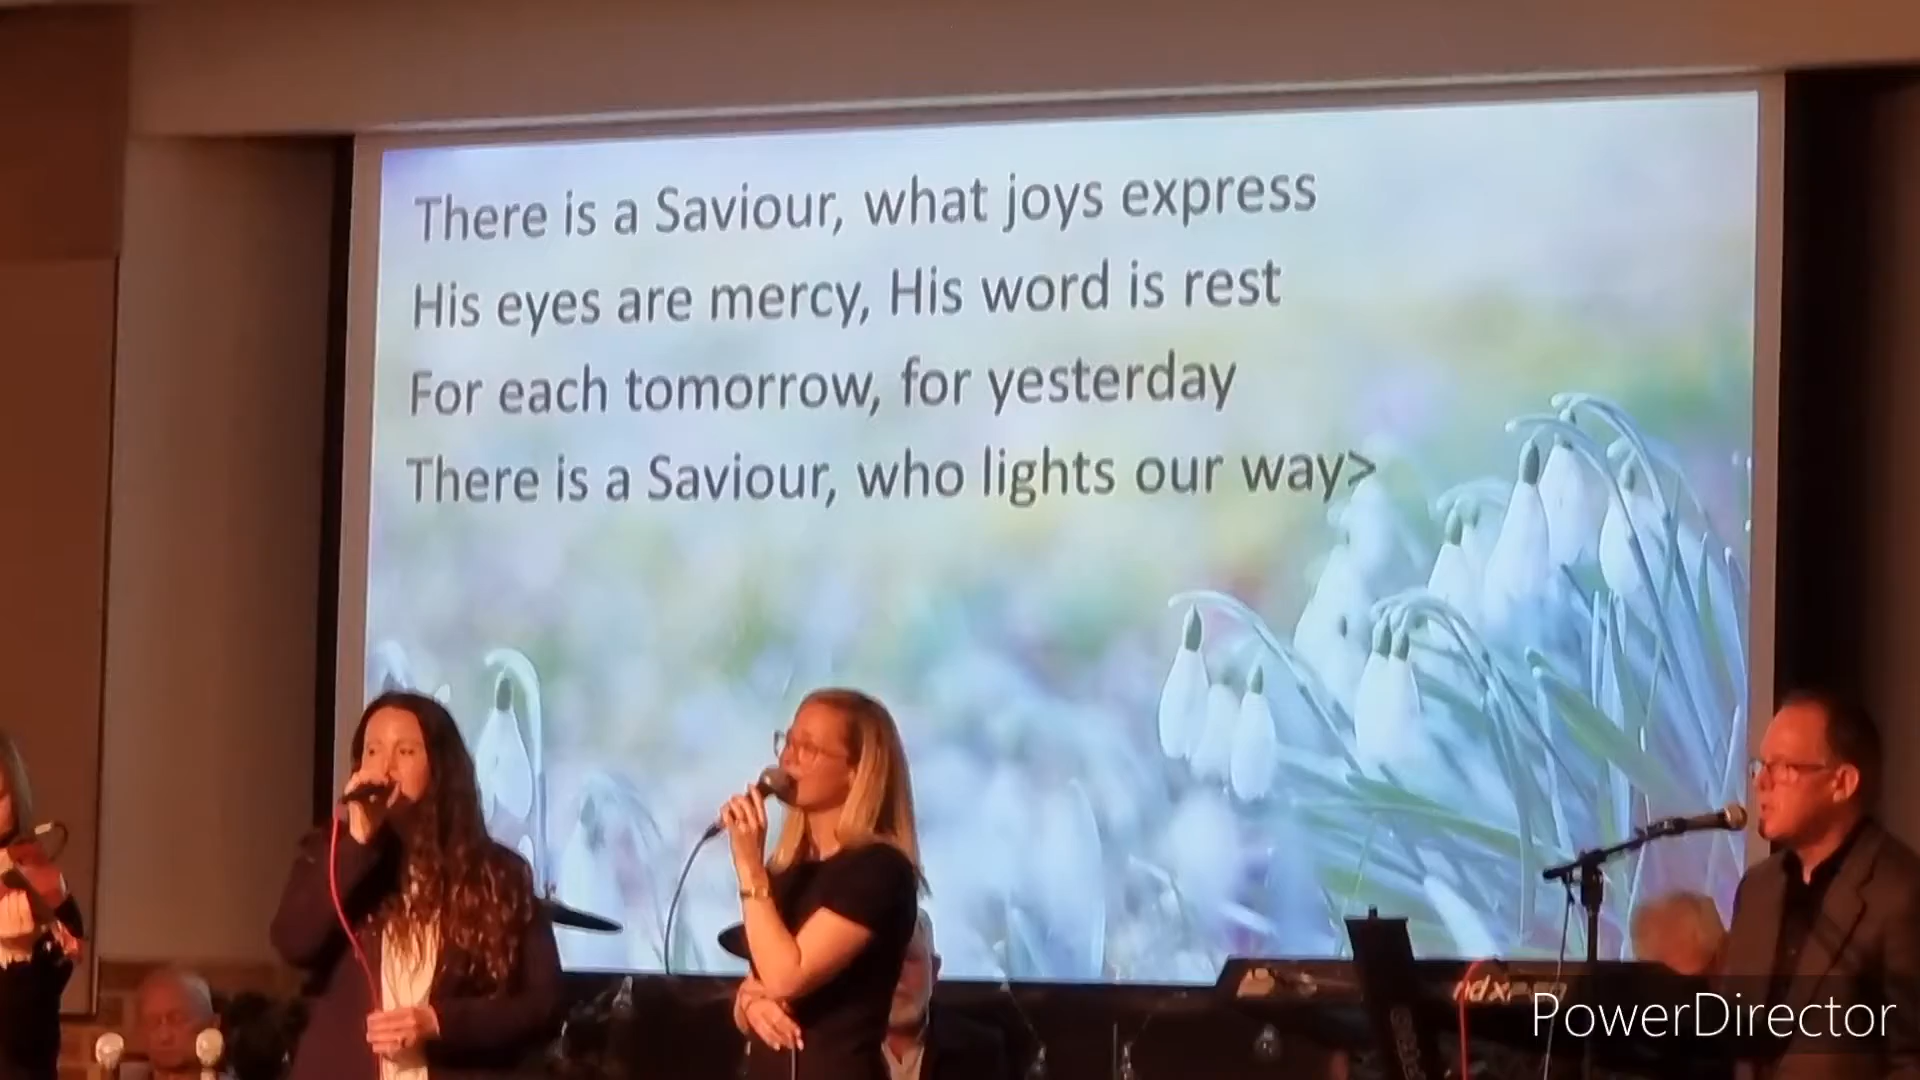 There is a Saviour, what joys express
His eyes are mercy, His word is rest
For each tomorrow, for yesterday
There is a Saviour, who lights our way>
PowerDirector